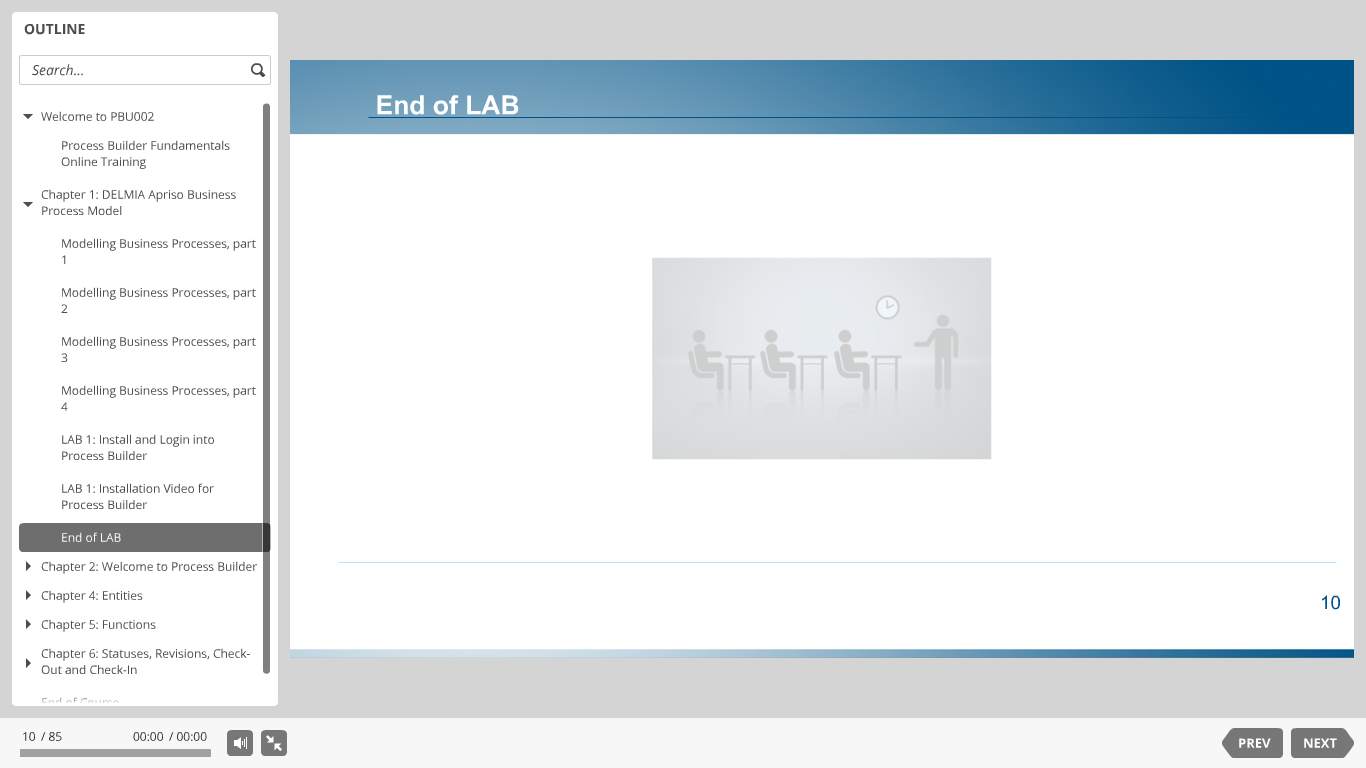 OUTLINE
Search...
Welcome to PBU002
Process Builder Fundamentals
Online Training
Chapter 1: DELMIA Apriso Business
Process Model
Modelling Business Processes, part
1
Modelling Business Processes, part
2
Modelling Business Processes, part
3
Modelling Business Processes, part
4
LAB 1: Install and Login into
Process Builder
LAB 1: Installation Video for
Process Builder
End of LAB
Chapter 2: Welcome to Process Builder
Chapter 4: Entities
Chapter 5: Functions
Chapter 6: Statuses, Revisions, Check-
Out and Check-In
End of Course
End of LAB
10
10 / 85
00:00 / 00:00
PREV
NEXT